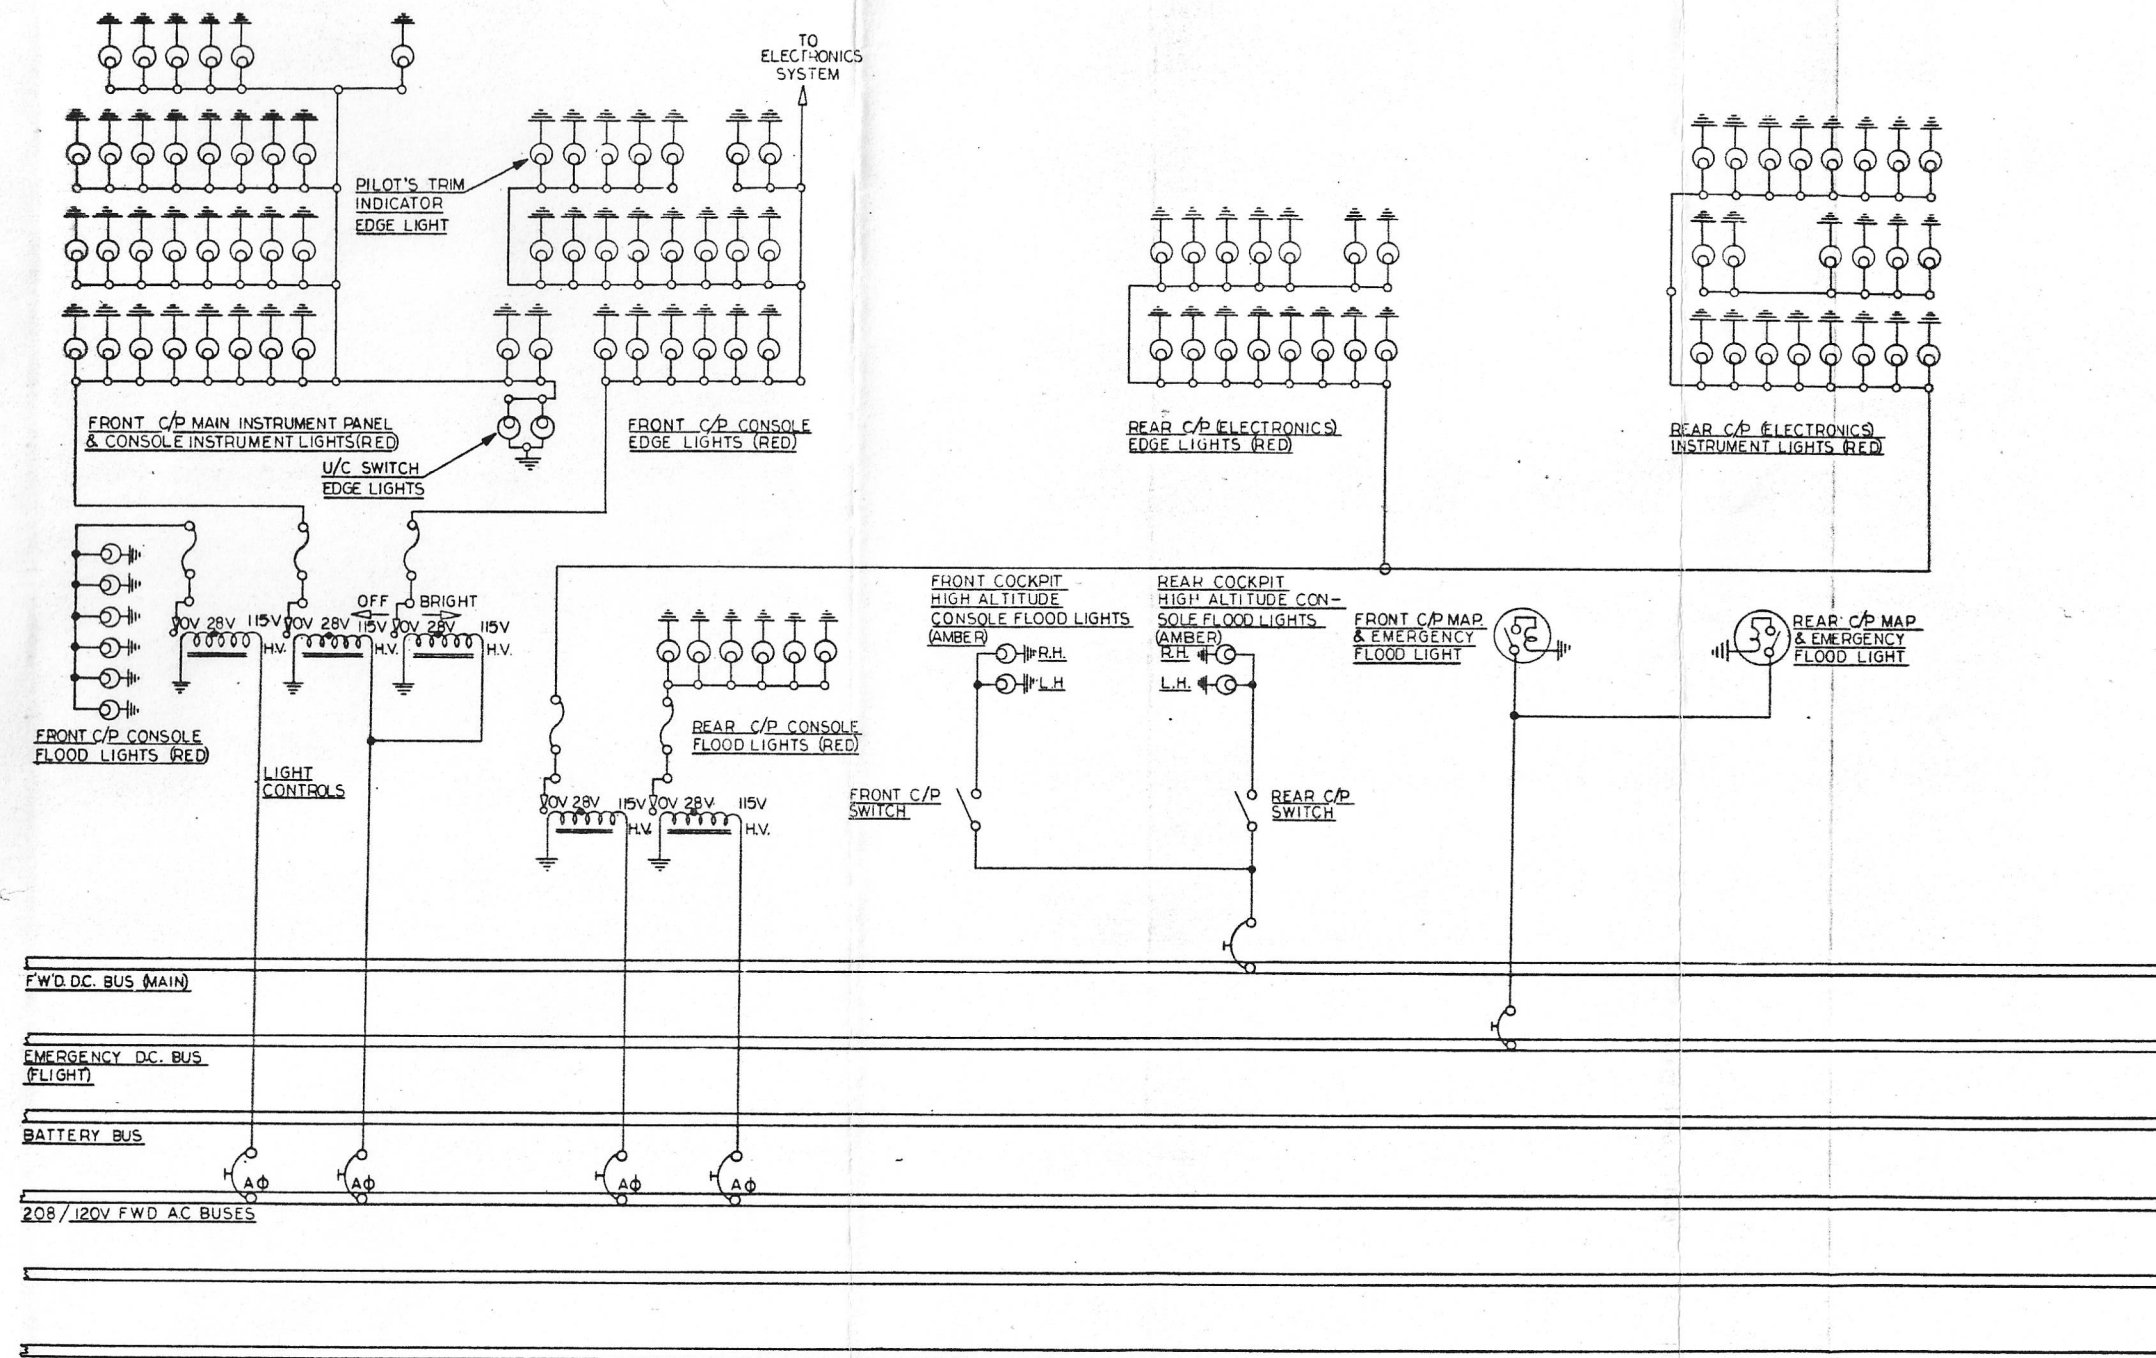 TO
ELECTRONICS
SYSTEM
PILOT'S TRIM
INDICATOR
EDGE LIGHT
FRONT C/P MAIN INSTRUMENT PANEL
& CONSOLE INSTRUMENT LIGHTS (RED)
U/C SWITCH
EDGE LIGHTS
FRONT C/P CONSOLE
EDGE LIGHTS (RED)
REAR C/P (ELECTRONICS)
EDGE LIGHTS (RED)
REAR C/P (ELECTRONICS)
INSTRUMENT LIGHTS (RED)
OFF BRIGHT
0V 28V 115V
H.V.
0V 28V 115V
H.V.
0V 28V 115V
H.V.
FRONT C/P CONSOLE
FLOOD LIGHTS (RED)
LIGHT
CONTROLS
REAR C/P CONSOLE
FLOOD LIGHTS (RED)
0V 28V 115V
H.V.
0V 28V 115V
H.V.
FRONT COCKPIT
HIGH ALTITUDE
CONSOLE FLOOD LIGHTS
(AMBER)
R.H.
L.H
REAR COCKPIT
HIGH ALTITUDE CON-
SOLE FLOOD LIGHTS
(AMBER)
R.H.
L.H.
FRONT C/P MAP
& EMERGENCY
FLOOD LIGHT
REAR C/P MAP
& EMERGENCY
FLOOD LIGHT
FRONT C/P
SWITCH
REAR C/P
SWITCH
F'W'D. D.C. BUS (MAIN)
EMERGENCY D.C. BUS
(FLIGHT)
BATTERY BUS
AΦ
AΦ
AΦ
AΦ
208/120V FWD A.C BUSES